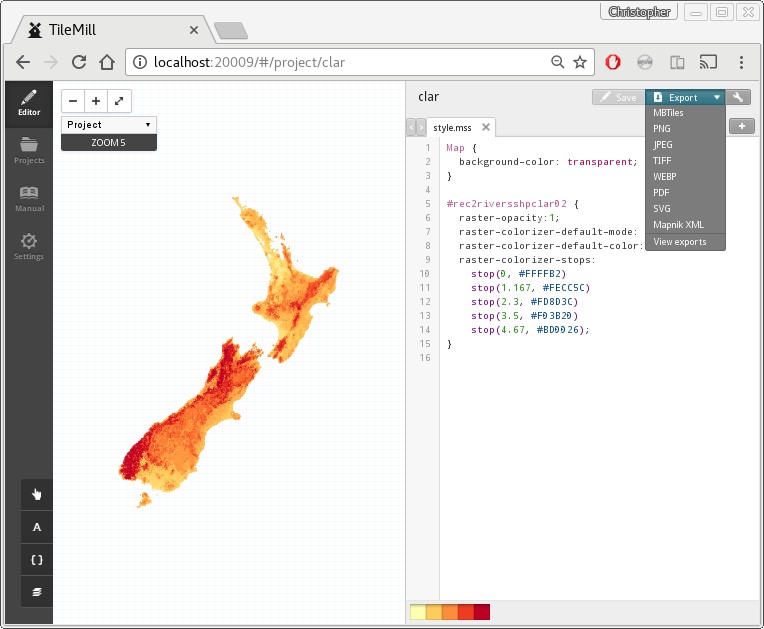 Christopher
TileMill
localhost:20009/#/project/clar
Editor
Projects
Manual
Settings
Project
ZOOM 5
A
{ }
clar
Save
Export
MBTiles
PNG
JPEG
TIFF
WEBP
PDF
SVG
Mapnik XML
View exports
style.mss
1 Map {
2 background-color: transparent;
3 }
4
5 #rec2riversshpclar02 {
6 raster-opacity:1;
7 raster-colorizer-default-mode:
8 raster-colorizer-default-color:
9 raster-colorizer-stops:
10 stop(0, #FFFFB2)
11 stop(1.167, #FECC5C)
12 stop(2.3, #FD8D3C)
13 stop(3.5, #F03B20)
14 stop(4.67, #BD0026);
15 }
16